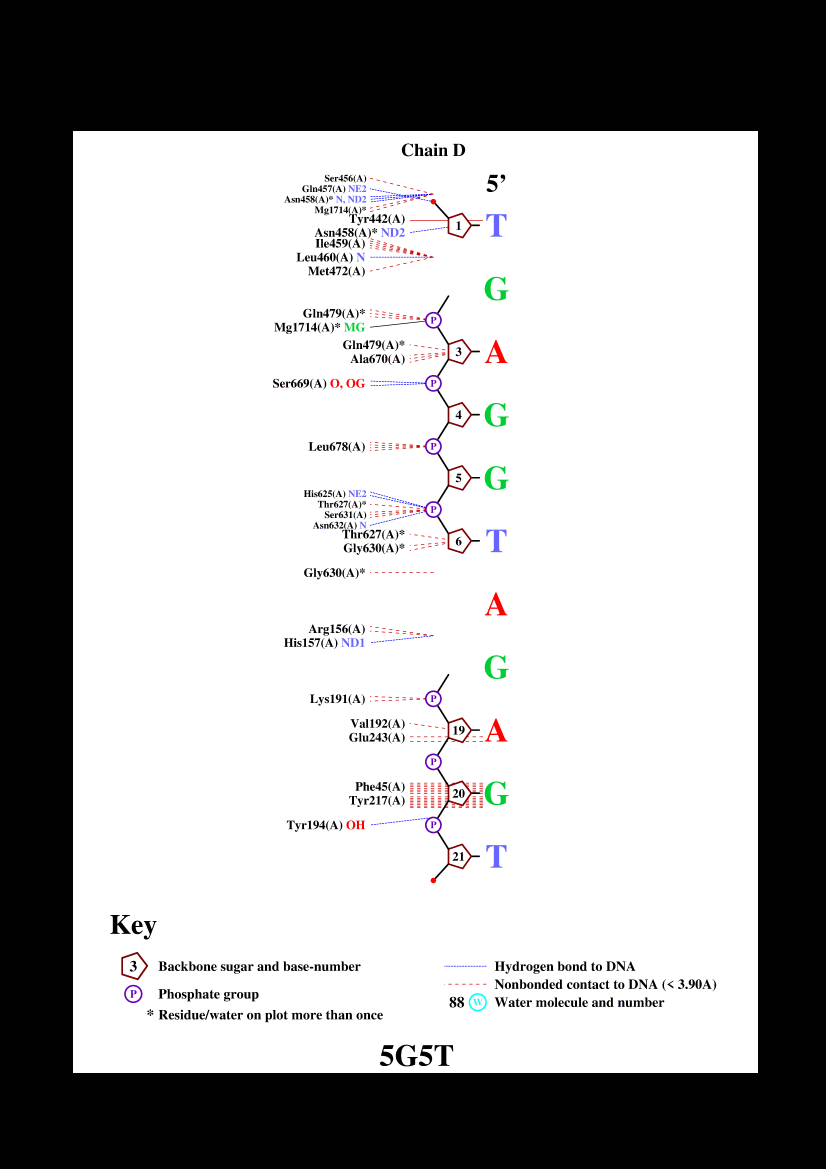 Chain D
5’
Ser456(A)
Gln457(A) NE2
Asn458(A)* N, ND2
Mg1714(A)*
Tyr442(A)
1 T
Asn458(A)* ND2
Ile459(A)
Leu460(A) N
Met472(A)
G
Gln479(A)*
P
Mg1714(A)* MG
Gln479(A)*
3 A
Ala670(A)
Ser669(A) O, OG P
4 G
Leu678(A) P
5 G
His625(A) NE2
Thr627(A)*
P
Ser631(A)
Asn632(A) N
Thr627(A)*
6 T
Gly630(A)*
Gly630(A)*
A
Arg156(A)
His157(A) ND1
G
Lys191(A) P
Val192(A)
19 A
Glu243(A)
P
Phe45(A)
20 G
Tyr217(A)
Tyr194(A) OH P
21 T
Key
3 Backbone sugar and base-number
P Phosphate group
* Residue/water on plot more than once
Hydrogen bond to DNA
Nonbonded contact to DNA (< 3.90A)
88 W Water molecule and number
5G5T